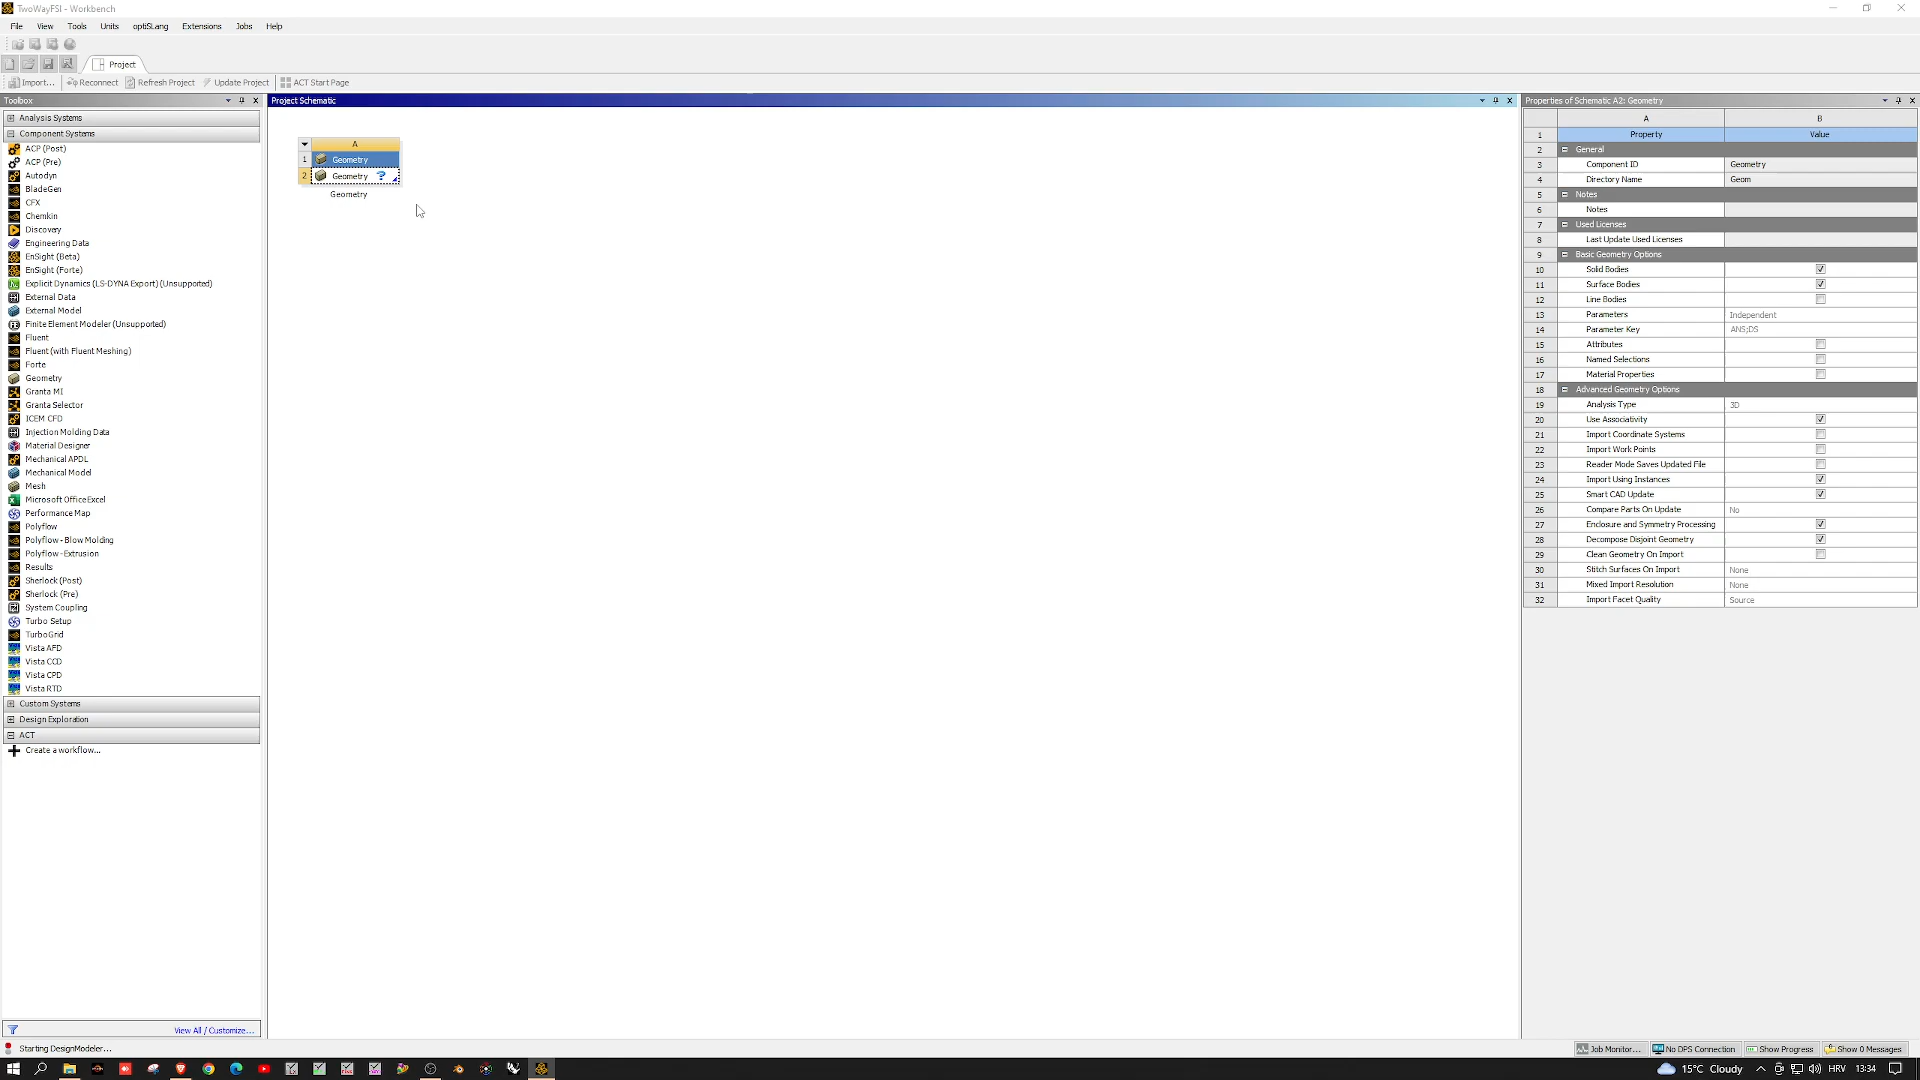 TwoWayFSI - Workbench
File View Tools Units optiSLang Extensions Jobs Help
Project
Import... Reconnect Refresh Project Update Project ACT Start Page
Toolbox
Analysis Systems
Component Systems
ACP (Post)
ACP (Pre)
Autodyn
BladeGen
CFX
Chemkin
Discovery
Engineering Data
EnSight (Beta)
EnSight (Forte)
Explicit Dynamics (LS-DYNA Export) (Unsupported)
External Data
External Model
Finite Element Modeler (Unsupported)
Fluent
Fluent (with Fluent Meshing)
Forte
Geometry
Granta MI
Granta Selector
ICEM CFD
Injection Molding Data
Material Designer
Mechanical APDL
Mechanical Model
Mesh
Microsoft Office Excel
Performance Map
Polyflow
Polyflow - Blow Molding
Polyflow - Extrusion
Results
Sherlock (Post)
Sherlock (Pre)
System Coupling
Turbo Setup
TurboGrid
Vista AFD
Vista CCD
Vista CPD
Vista RTD
Custom Systems
Design Exploration
ACT
Create a workflow...
View All / Customize...
Project Schematic
A
1 Geometry
2 Geometry ?
Geometry
Properties of Schematic A2: Geometry
A B
1 Property Value
2 General
3 Component ID Geometry
4 Directory Name Geom
5 Notes
6 Notes
7 Used Licenses
8 Last Update Used Licenses
9 Basic Geometry Options
10 Solid Bodies
11 Surface Bodies
12 Line Bodies
13 Parameters Independent
14 Parameter Key ANS;DS
15 Attributes
16 Named Selections
17 Material Properties
18 Advanced Geometry Options
19 Analysis Type 3D
20 Use Associativity
21 Import Coordinate Systems
22 Import Work Points
23 Reader Mode Saves Updated File
24 Import Using Instances
25 Smart CAD Update
26 Compare Parts On Update No
27 Enclosure and Symmetry Processing
28 Decompose Disjoint Geometry
29 Clean Geometry On Import
30 Stitch Surfaces On Import None
31 Mixed Import Resolution None
32 Import Facet Quality Source
Starting DesignModeler...
Job Monitor... No DPS Connection Show Progress Show 0 Messages
15°C Cloudy HRV 13:34